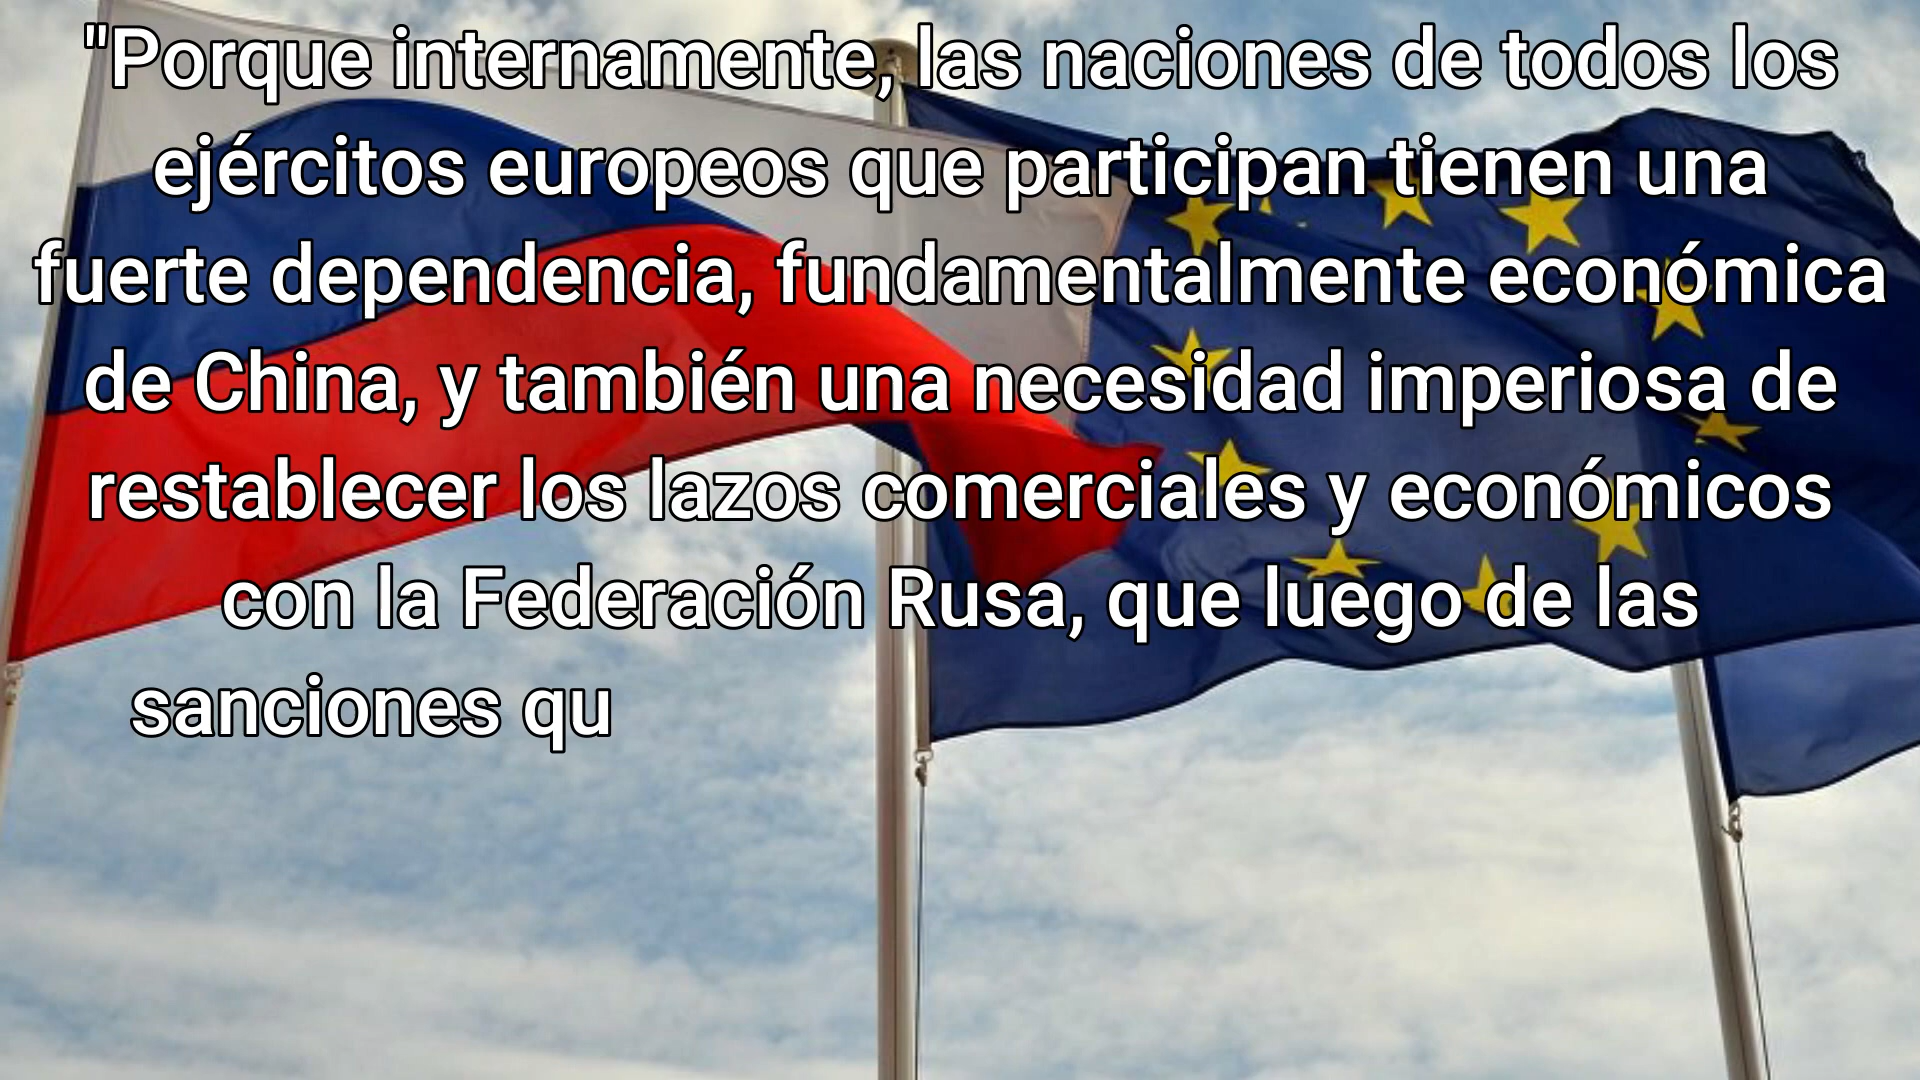 "Porque internamente, las naciones de todos los
ejércitos europeos que participan tienen una
fuerte dependencia, fundamentalmente económica
de China, y también una necesidad imperiosa de
restablecer los lazos comerciales y económicos
con la Federación Rusa, que luego de las
sanciones qu